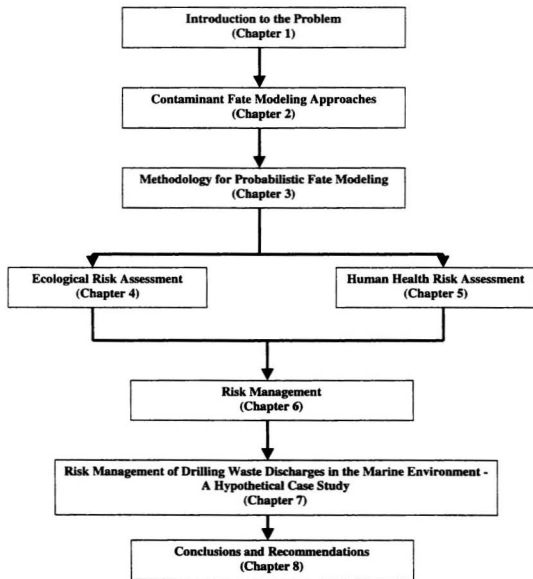 Introduction to the Problem
(Chapter 1)
Contaminant Fate Modeling Approaches
(Chapter 2)
Methodology for Probabilistic Fate Modeling
(Chapter 3)
Ecological Risk Assessment
(Chapter 4)
Human Health Risk Assessment
(Chapter 5)
Risk Management
(Chapter 6)
Risk Management of Drilling Waste Discharges in the Marine Environment -
A Hypothetical Case Study
(Chapter 7)
Conclusions and Recommendations
(Chapter 8)